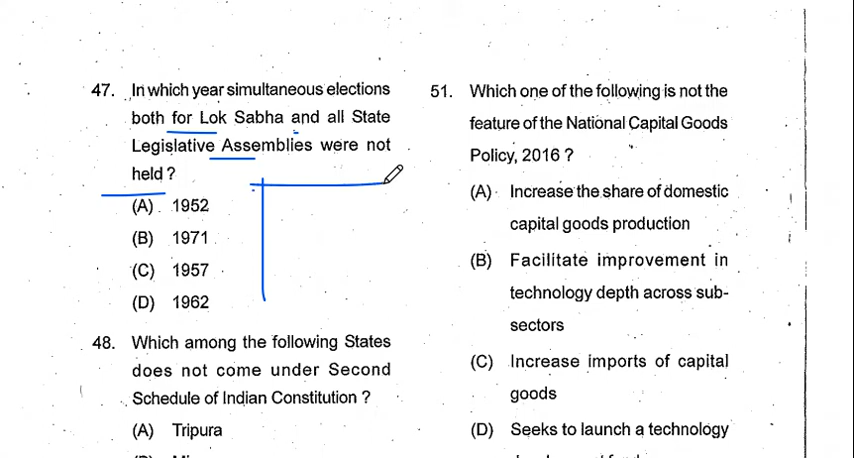 47. In which year simultaneous elections
both for Lok Sabha and all State
Legislative Assemblies were not
held ?
(A) 1952
(B) 1971
(C) 1957
(D) 1962
48. Which among the following States
does not come under Second
Schedule of Indian Constitution ?
(A) Tripura
51. Which one of the following is not the
feature of the National Capital Goods
Policy, 2016 ?
(A) Increase the share of domestic
capital goods production
(B) Facilitate improvement in
technology depth across sub-
sectors
(C) Increase imports of capital
goods
(D) Seeks to launch a technology